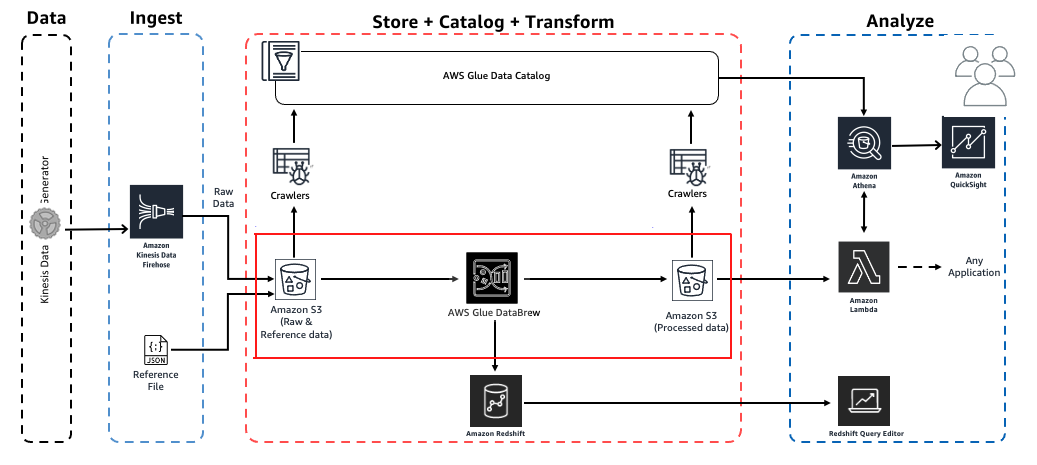 Data
Ingest
Store + Catalog + Transform
Analyze
AWS Glue Data Catalog
Crawlers
Crawlers
Kinesis Data Generator
Raw
Data
Amazon
Kinesis Data
Firehose
Amazon
Athena
Amazon
QuickSight
Amazon S3
(Raw &
Reference data)
AWS Glue DataBrew
Amazon S3
(Processed data)
Amazon
Lambda
Any
Application
{:}
JSON
Reference
File
Amazon Redshift
Redshift Query Editor